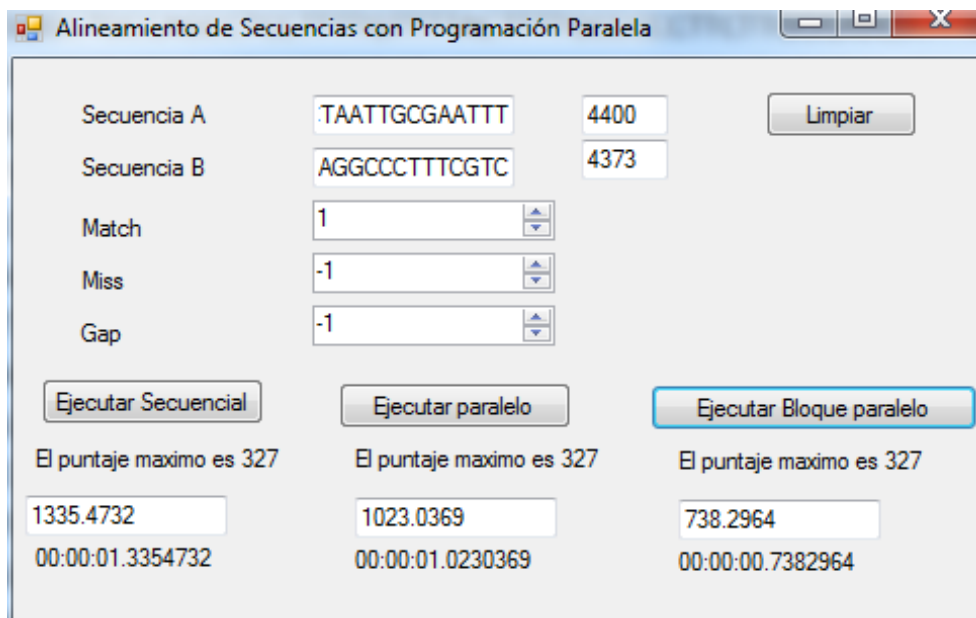 Alineamiento de Secuencias con Programación Paralela
Secuencia A TAATTGCGAATTT 4400 Limpiar
Secuencia B AGGCCCTTTCGTC 4373
Match 1
Miss -1
Gap -1
Ejecutar Secuencial Ejecutar paralelo Ejecutar Bloque paralelo
El puntaje maximo es 327 El puntaje maximo es 327 El puntaje maximo es 327
1335.4732 1023.0369 738.2964
00:00:01.3354732 00:00:01.0230369 00:00:00.7382964